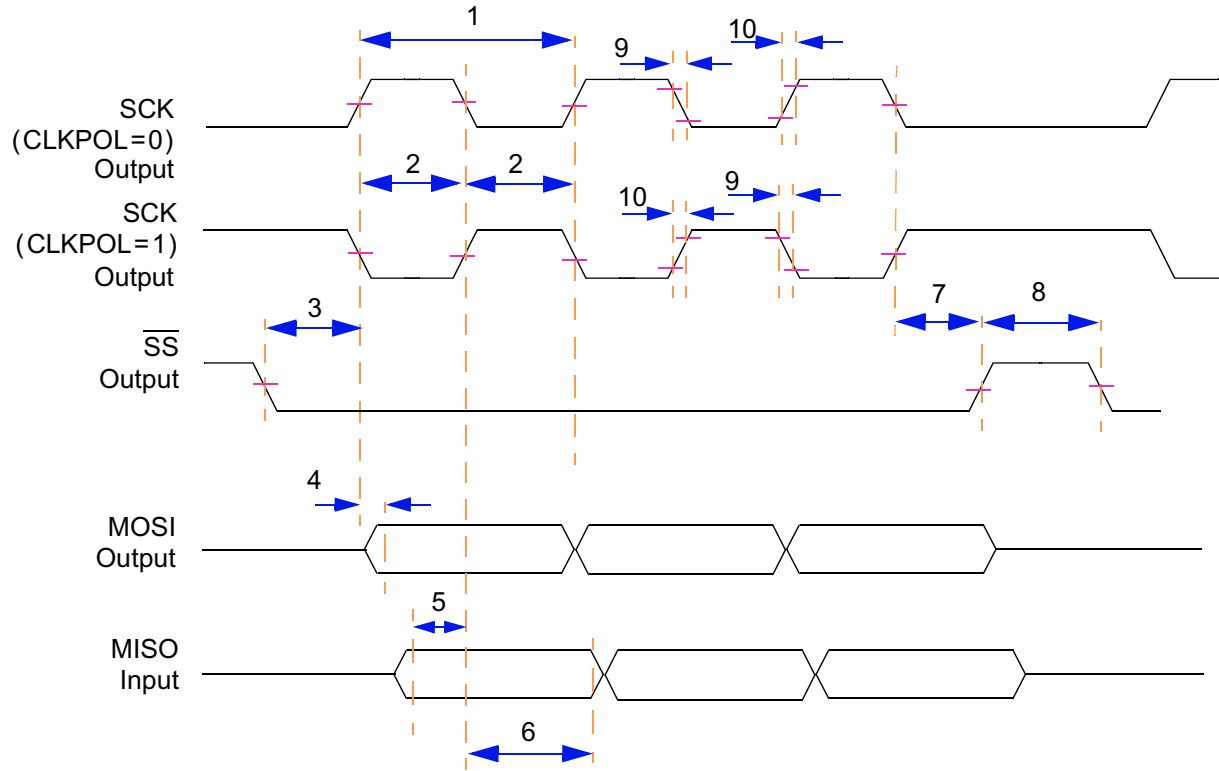 1
10
9
SCK
(CLKPOL=0)
Output
2
2
9
10
SCK
(CLKPOL=1)
Output
3
7
8
SS
Output
4
MOSI
Output
5
MISO
Input
6